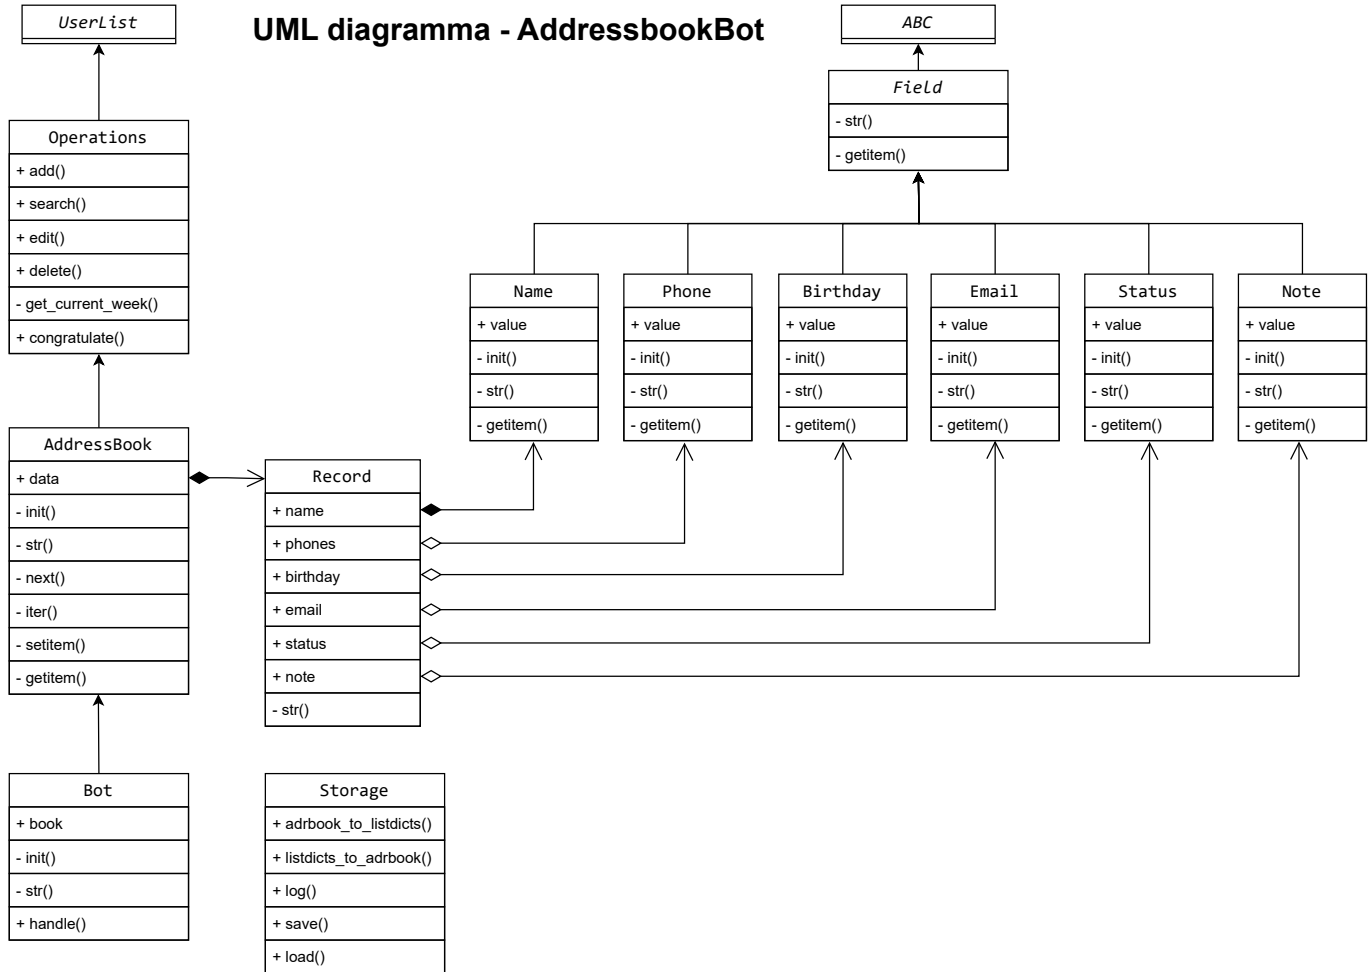 UML diagramma - AddressbookBot
UserList
Operations
+ add()
+ search()
+ edit()
+ delete()
- get_current_week()
+ congratulate()
AddressBook
+ data
- init()
- str()
- next()
- iter()
- setitem()
- getitem()
Bot
+ book
- init()
- str()
+ handle()
Record
+ name
+ phones
+ birthday
+ email
+ status
+ note
- str()
Storage
+ adrbook_to_listdicts()
+ listdicts_to_adrbook()
+ log()
+ save()
+ load()
ABC
Field
- str()
- getitem()
Name
+ value
- init()
- str()
- getitem()
Phone
+ value
- init()
- str()
- getitem()
Birthday
+ value
- init()
- str()
- getitem()
Email
+ value
- init()
- str()
- getitem()
Status
+ value
- init()
- str()
- getitem()
Note
+ value
- init()
- str()
- getitem()